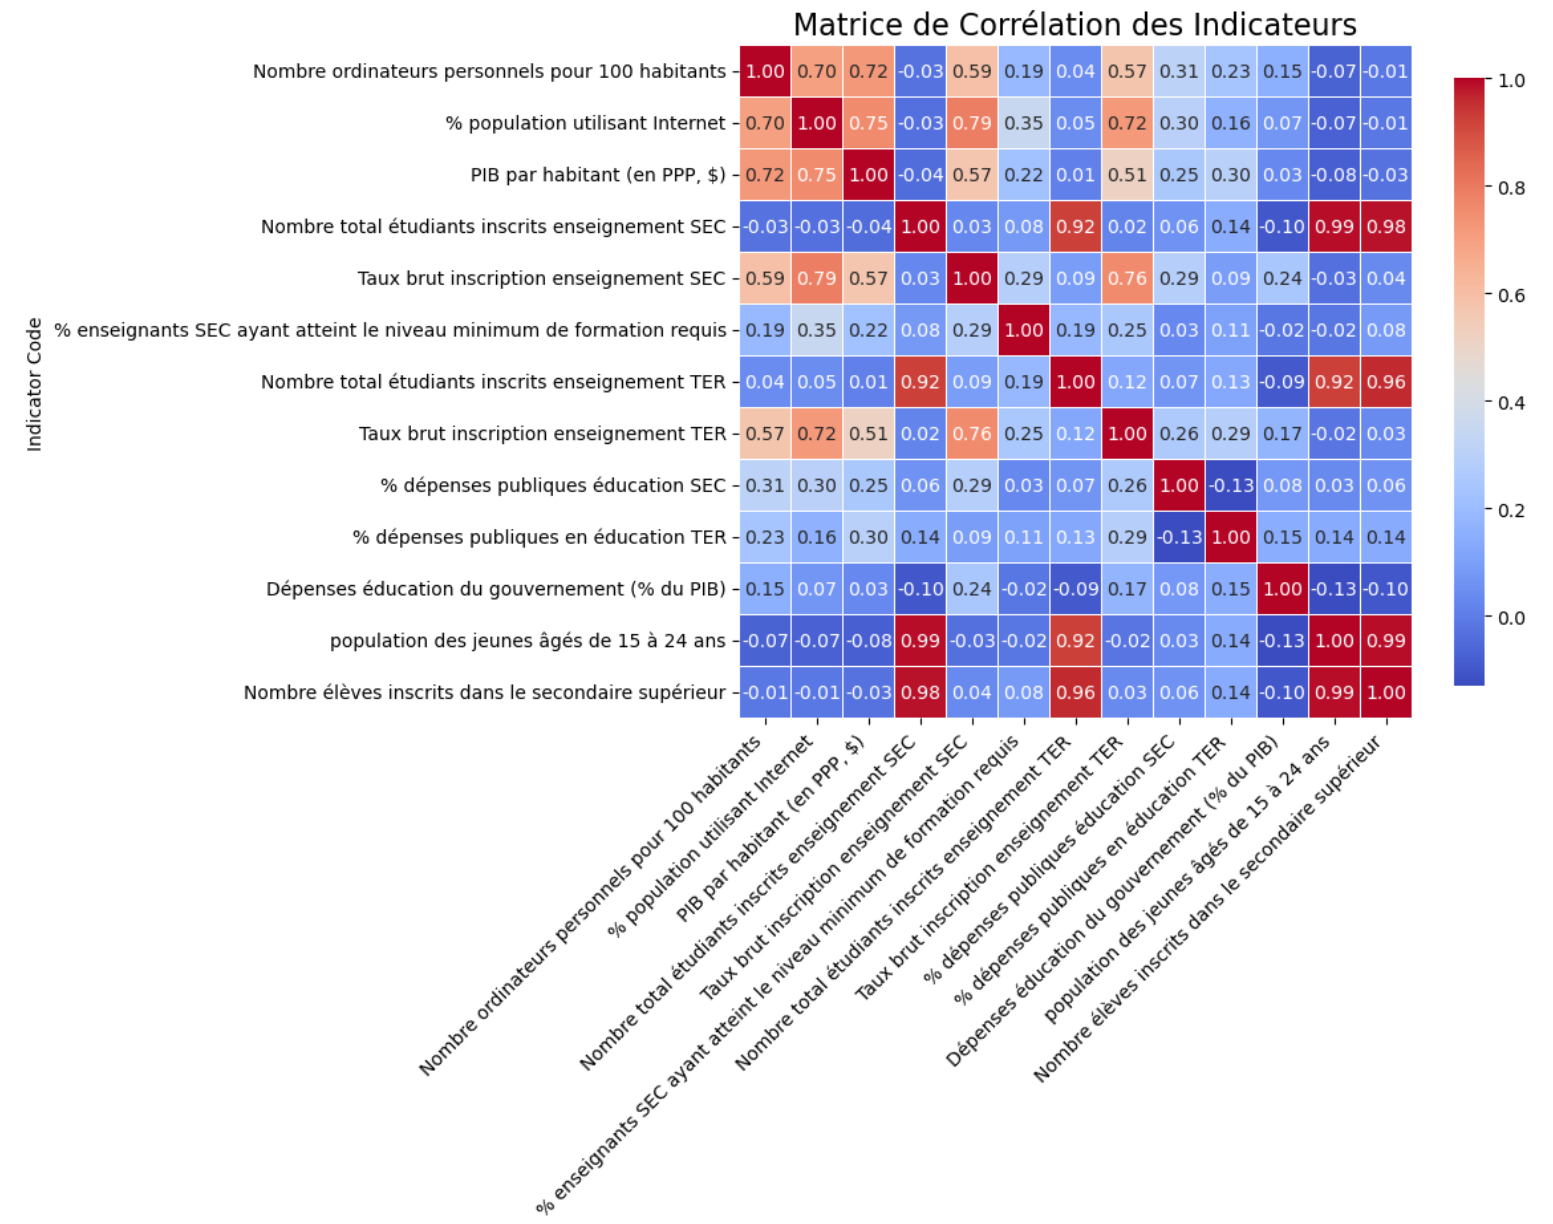 Matrice de Corrélation des Indicateurs
Nombre ordinateurs personnels pour 100 habitants 1.00 0.70 0.72 -0.03 0.59 0.19 0.04 0.57 0.31 0.23 0.15 -0.07 -0.01
% population utilisant Internet 0.70 1.00 0.75 -0.03 0.79 0.35 0.05 0.72 0.30 0.16 0.07 -0.07 -0.01
PIB par habitant (en PPP, $) 0.72 0.75 1.00 -0.04 0.57 0.22 0.01 0.51 0.25 0.30 0.03 -0.08 -0.03
Nombre total étudiants inscrits enseignement SEC -0.03 -0.03 -0.04 1.00 0.03 0.08 0.92 0.02 0.06 0.14 -0.10 0.99 0.98
Taux brut inscription enseignement SEC 0.59 0.79 0.57 0.03 1.00 0.29 0.09 0.76 0.29 0.09 0.24 -0.03 0.04
% enseignants SEC ayant atteint le niveau minimum de formation requis 0.19 0.35 0.22 0.08 0.29 1.00 0.19 0.25 0.03 0.11 -0.02 -0.02 0.08
Nombre total étudiants inscrits enseignement TER 0.04 0.05 0.01 0.92 0.09 0.19 1.00 0.12 0.07 0.13 -0.09 0.92 0.96
Taux brut inscription enseignement TER 0.57 0.72 0.51 0.02 0.76 0.25 0.12 1.00 0.26 0.29 0.17 -0.02 0.03
% dépenses publiques éducation SEC 0.31 0.30 0.25 0.06 0.29 0.03 0.07 0.26 1.00 -0.13 0.08 0.03 0.06
% dépenses publiques en éducation TER 0.23 0.16 0.30 0.14 0.09 0.11 0.13 0.29 -0.13 1.00 0.15 0.14 0.14
Dépenses éducation du gouvernement (% du PIB) 0.15 0.07 0.03 -0.10 0.24 -0.02 -0.09 0.17 0.08 0.15 1.00 -0.13 -0.10
population des jeunes âgés de 15 à 24 ans -0.07 -0.07 -0.08 0.99 -0.03 -0.02 0.92 -0.02 0.03 0.14 -0.13 1.00 0.99
Nombre élèves inscrits dans le secondaire supérieur -0.01 -0.01 -0.03 0.98 0.04 0.08 0.96 0.03 0.06 0.14 -0.10 0.99 1.00
Indicator Code
Nombre ordinateurs personnels pour 100 habitants
% population utilisant Internet
PIB par habitant (en PPP, $)
Nombre total étudiants inscrits enseignement SEC
Taux brut inscription enseignement SEC
% enseignants SEC ayant atteint le niveau minimum de formation requis
Nombre total étudiants inscrits enseignement TER
Taux brut inscription enseignement TER
% dépenses publiques éducation SEC
% dépenses publiques en éducation TER
Dépenses éducation du gouvernement (% du PIB)
population des jeunes âgés de 15 à 24 ans
Nombre élèves inscrits dans le secondaire supérieur
1.0
0.8
0.6
0.4
0.2
0.0